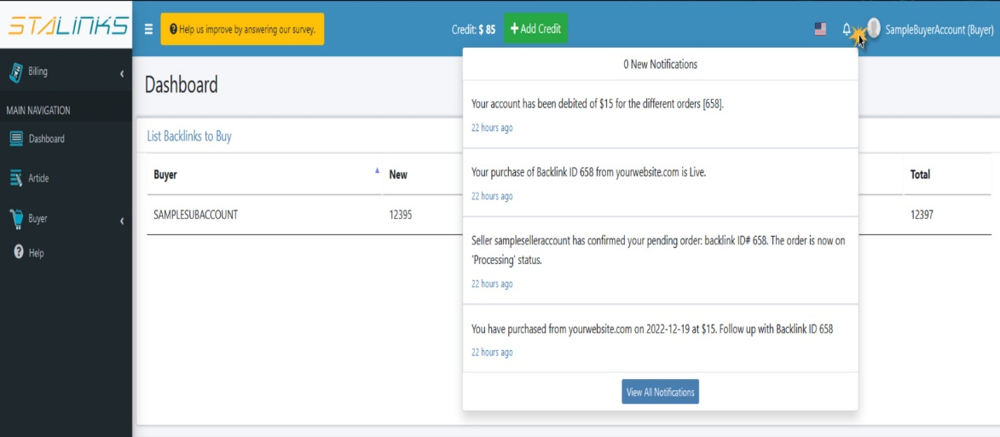 STALINKS
Help us improve by answering our survey.
Credit: $ 85
Add Credit
SampleBuyerAccount (Buyer)
Billing
MAIN NAVIGATION
Dashboard
Article
Buyer
Help
Dashboard
List Backlinks to Buy
Buyer New Total
SAMPLESUBACCOUNT 12395 12397
0 New Notifications
Your account has been debited of $15 for the different orders [658].
22 hours ago
Your purchase of Backlink ID 658 from yourwebsite.com is Live.
22 hours ago
Seller sampleselleraccount has confirmed your pending order: backlink ID# 658. The order is now on
'Processing' status.
22 hours ago
You have purchased from yourwebsite.com on 2022-12-19 at $15. Follow up with Backlink ID 658
22 hours ago
View All Notifications